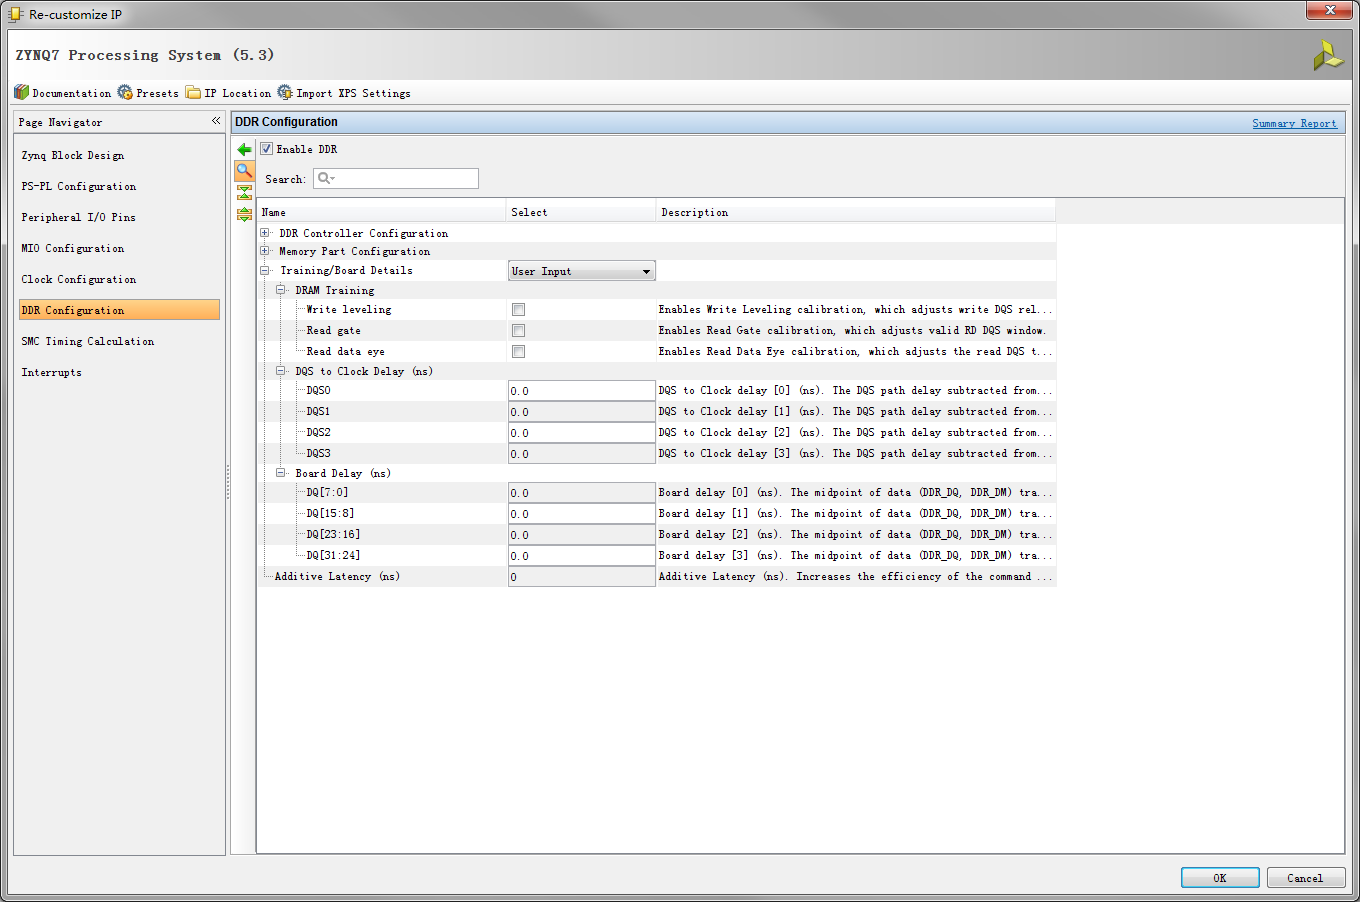 Re-customize IP
ZYNQ7 Processing System (5.3)
Documentation Presets IP Location Import XPS Settings
Page Navigator «
Zynq Block Design
PS-PL Configuration
Peripheral I/O Pins
MIO Configuration
Clock Configuration
DDR Configuration
SMC Timing Calculation
Interrupts
DDR Configuration Summary Report
Enable DDR
Search:
Name Select Description
DDR Controller Configuration
Memory Part Configuration
Training/Board Details User Input
DRAM Training
Write leveling Enables Write Leveling calibration, which adjusts write DQS rel...
Read gate Enables Read Gate calibration, which adjusts valid RD DQS window.
Read data eye Enables Read Data Eye calibration, which adjusts the read DQS t...
DQS to Clock Delay (ns)
DQS0 0.0 DQS to Clock delay [0] (ns). The DQS path delay subtracted from...
DQS1 0.0 DQS to Clock delay [1] (ns). The DQS path delay subtracted from...
DQS2 0.0 DQS to Clock delay [2] (ns). The DQS path delay subtracted from...
DQS3 0.0 DQS to Clock delay [3] (ns). The DQS path delay subtracted from...
Board Delay (ns)
DQ[7:0] 0.0 Board delay [0] (ns). The midpoint of data (DDR_DQ, DDR_DM) tra...
DQ[15:8] 0.0 Board delay [1] (ns). The midpoint of data (DDR_DQ, DDR_DM) tra...
DQ[23:16] 0.0 Board delay [2] (ns). The midpoint of data (DDR_DQ, DDR_DM) tra...
DQ[31:24] 0.0 Board delay [3] (ns). The midpoint of data (DDR_DQ, DDR_DM) tra...
Additive Latency (ns) 0 Additive Latency (ns). Increases the efficiency of the command ...
OK Cancel